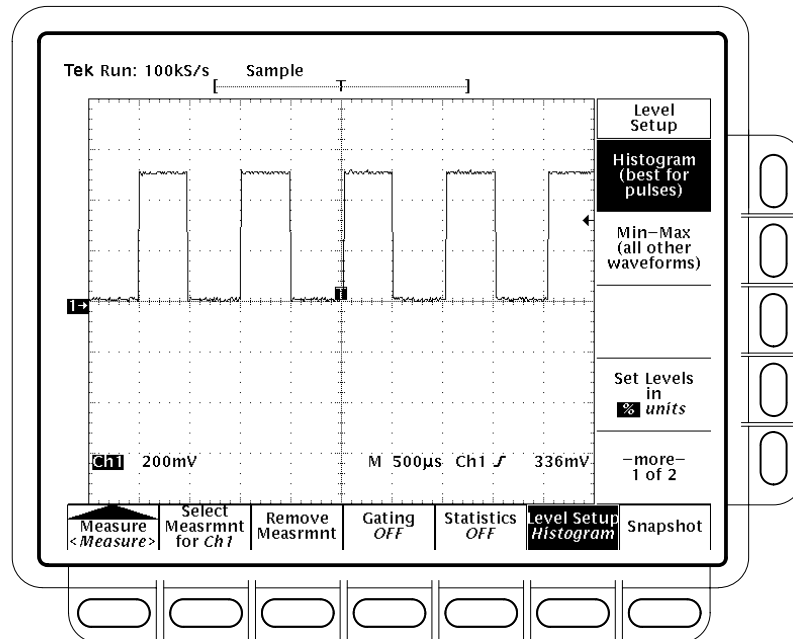 Tek Run: 100kS/s Sample
[ T ]
Level
Setup
Histogram
(best for
pulses)
Min–Max
(all other
waveforms)
T
1→
Set Levels
in
% units
Ch1 200mV M 500µs Ch1 336mV
–more–
1 of 2
Measure
<Measure>
Select
Measrmnt
for Ch1
Remove
Measrmnt
Gating
OFF
Statistics
OFF
Level Setup
Histogram
Snapshot